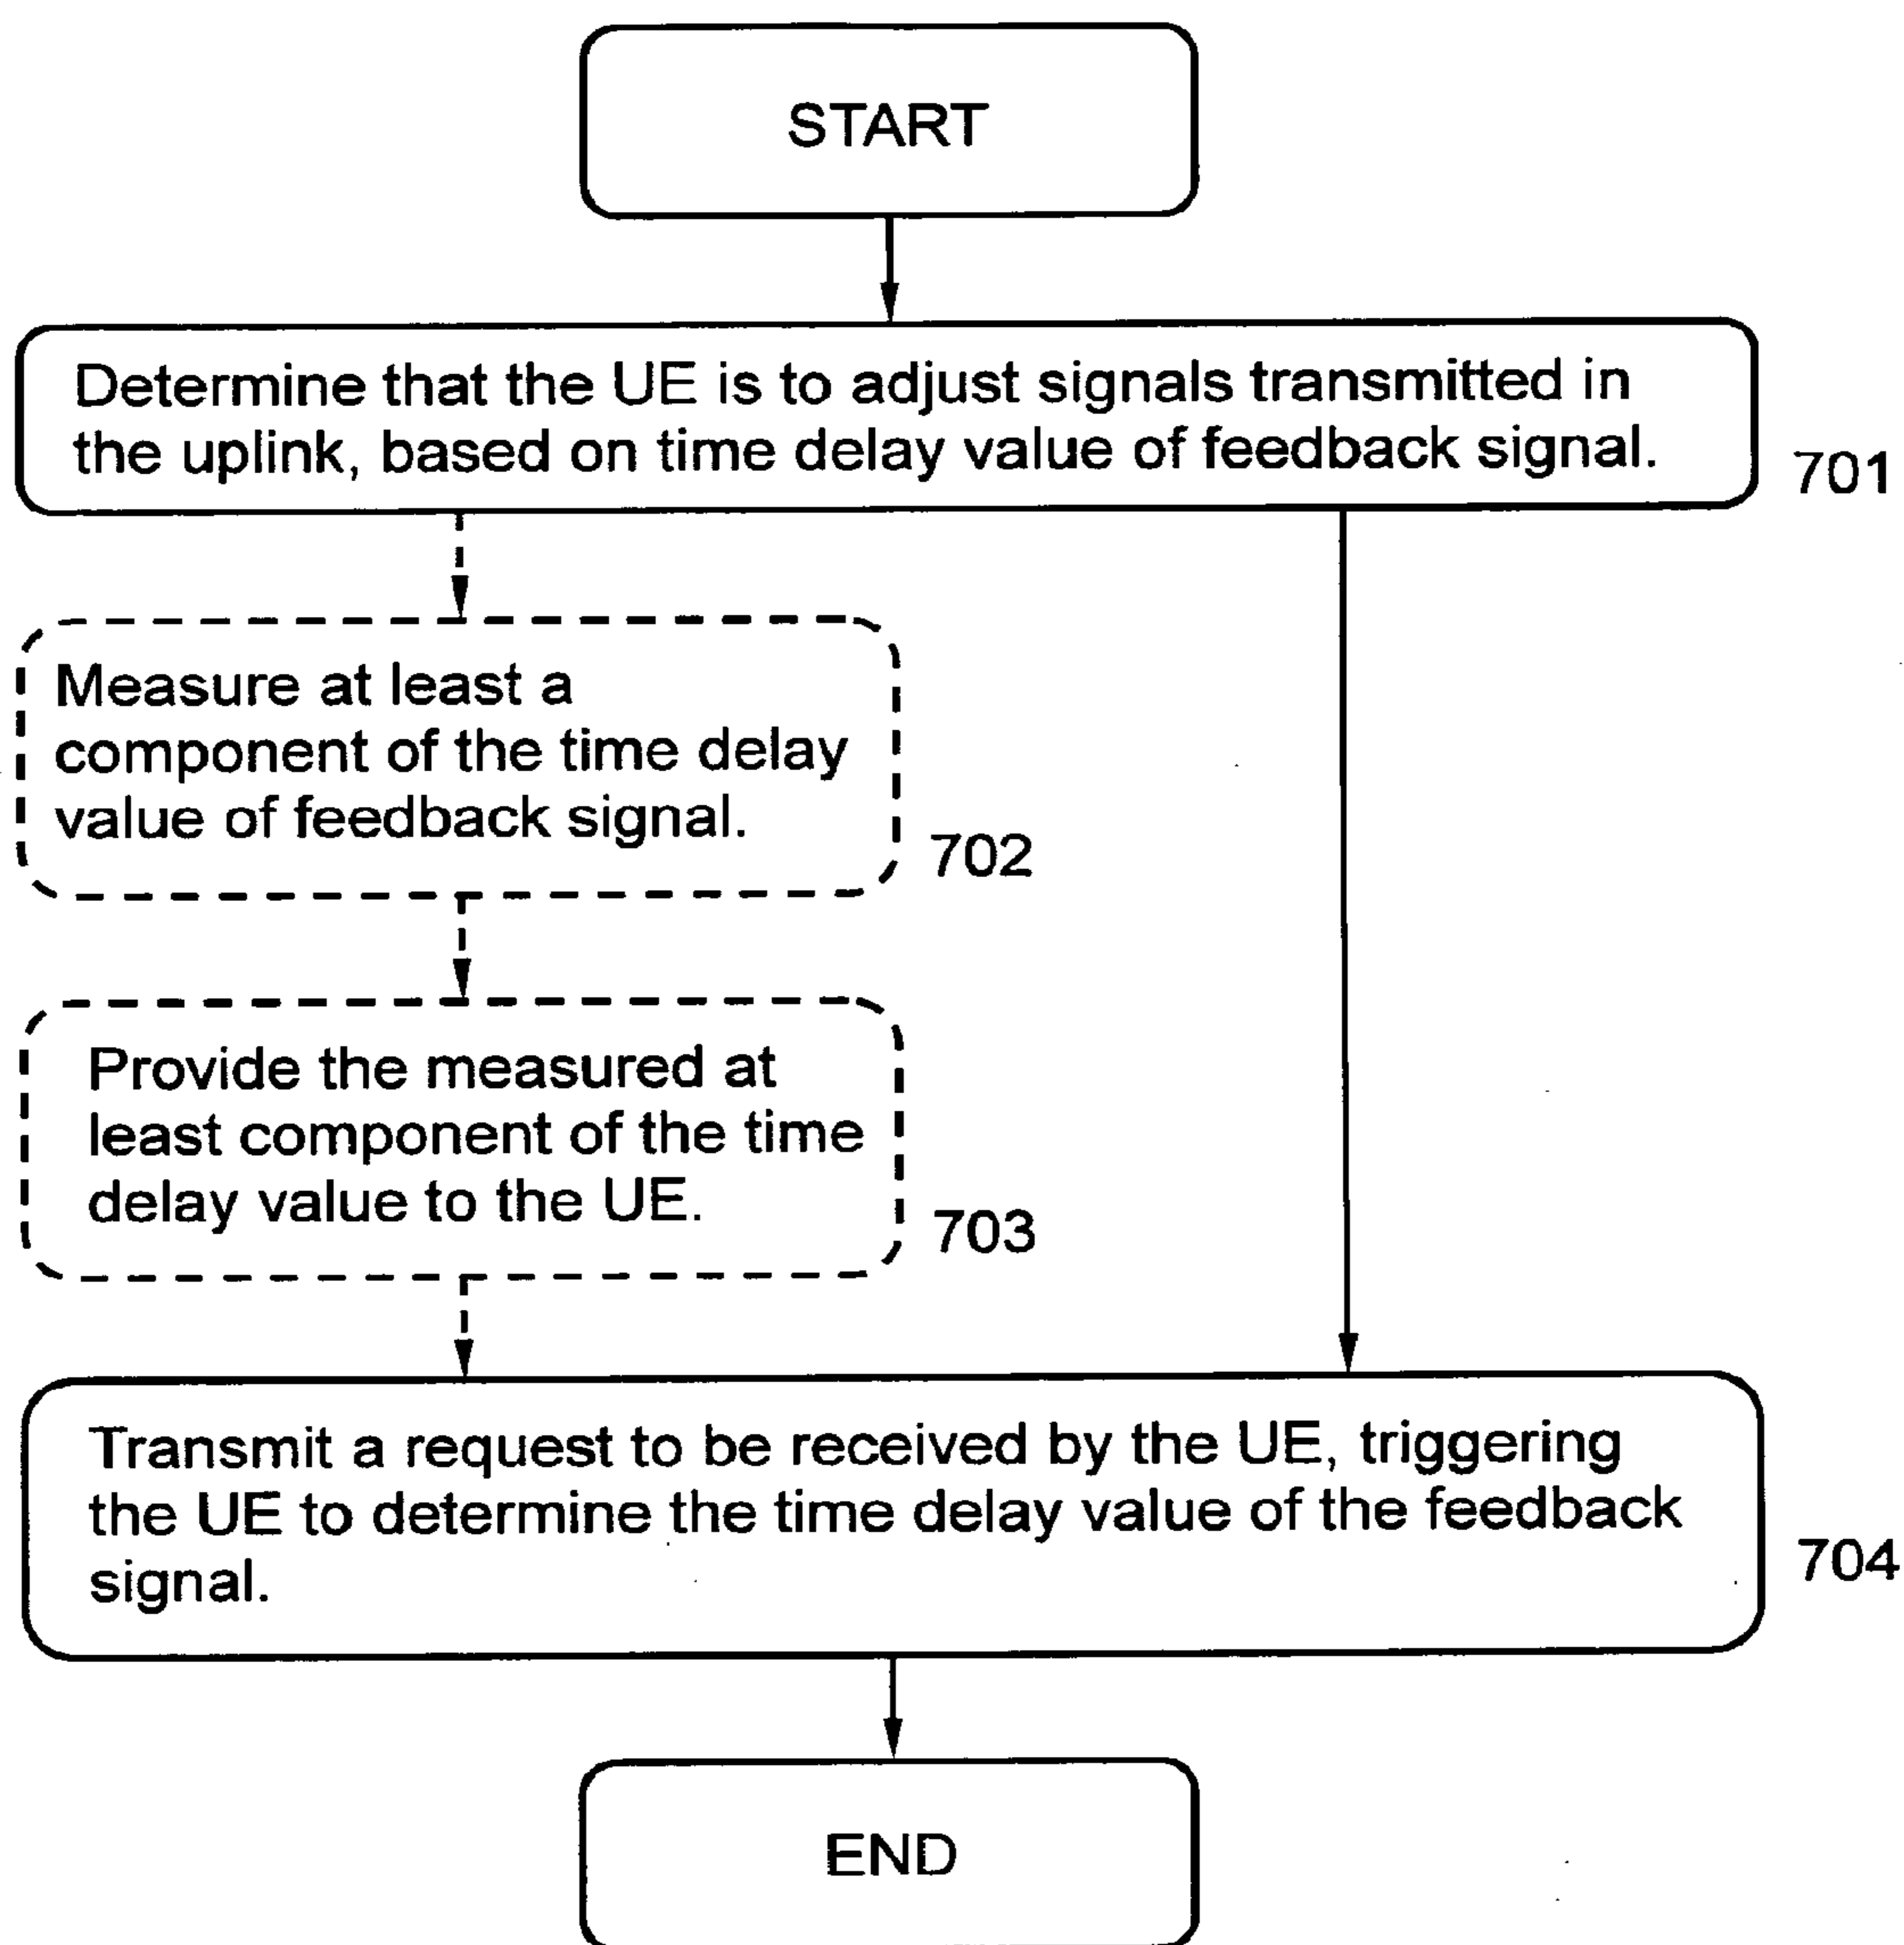 START
Determine that the UE is to adjust signals transmitted in
the uplink, based on time delay value of feedback signal.
701
Measure at least a
component of the time delay
value of feedback signal.
702
Provide the measured at
least component of the time
delay value to the UE.
703
Transmit a request to be received by the UE, triggering
the UE to determine the time delay value of the feedback
signal.
704
END